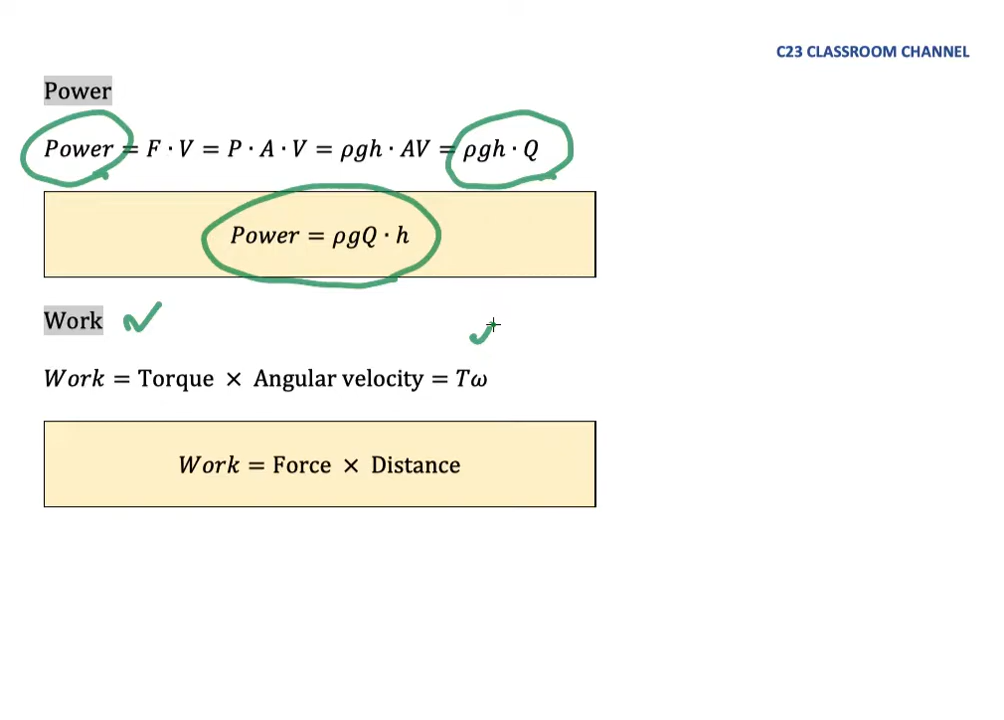 C23 CLASSROOM CHANNEL
Power
Power = F · V = P · A · V = ρgh · AV = ρgh · Q
Power = ρgQ · h
Work
Work = Torque × Angular velocity = Tω
Work = Force × Distance